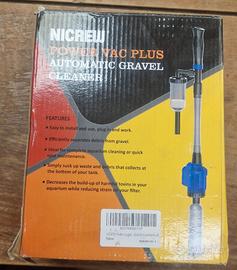 NICREW
POWER VAC PLUS
AUTOMATIC GRAVEL
CLEANER
FEATURES
Easy to install and use, plug in and work.
Efficiently separates debris from gravel.
Ideal for complete aquarium cleaning or quick
spot maintenance.
Simply suck up waste and debris that collects at
the bottom of your tank.
Decreases the build-up of harmful toxins in your
aquarium while reducing strain on your filter.